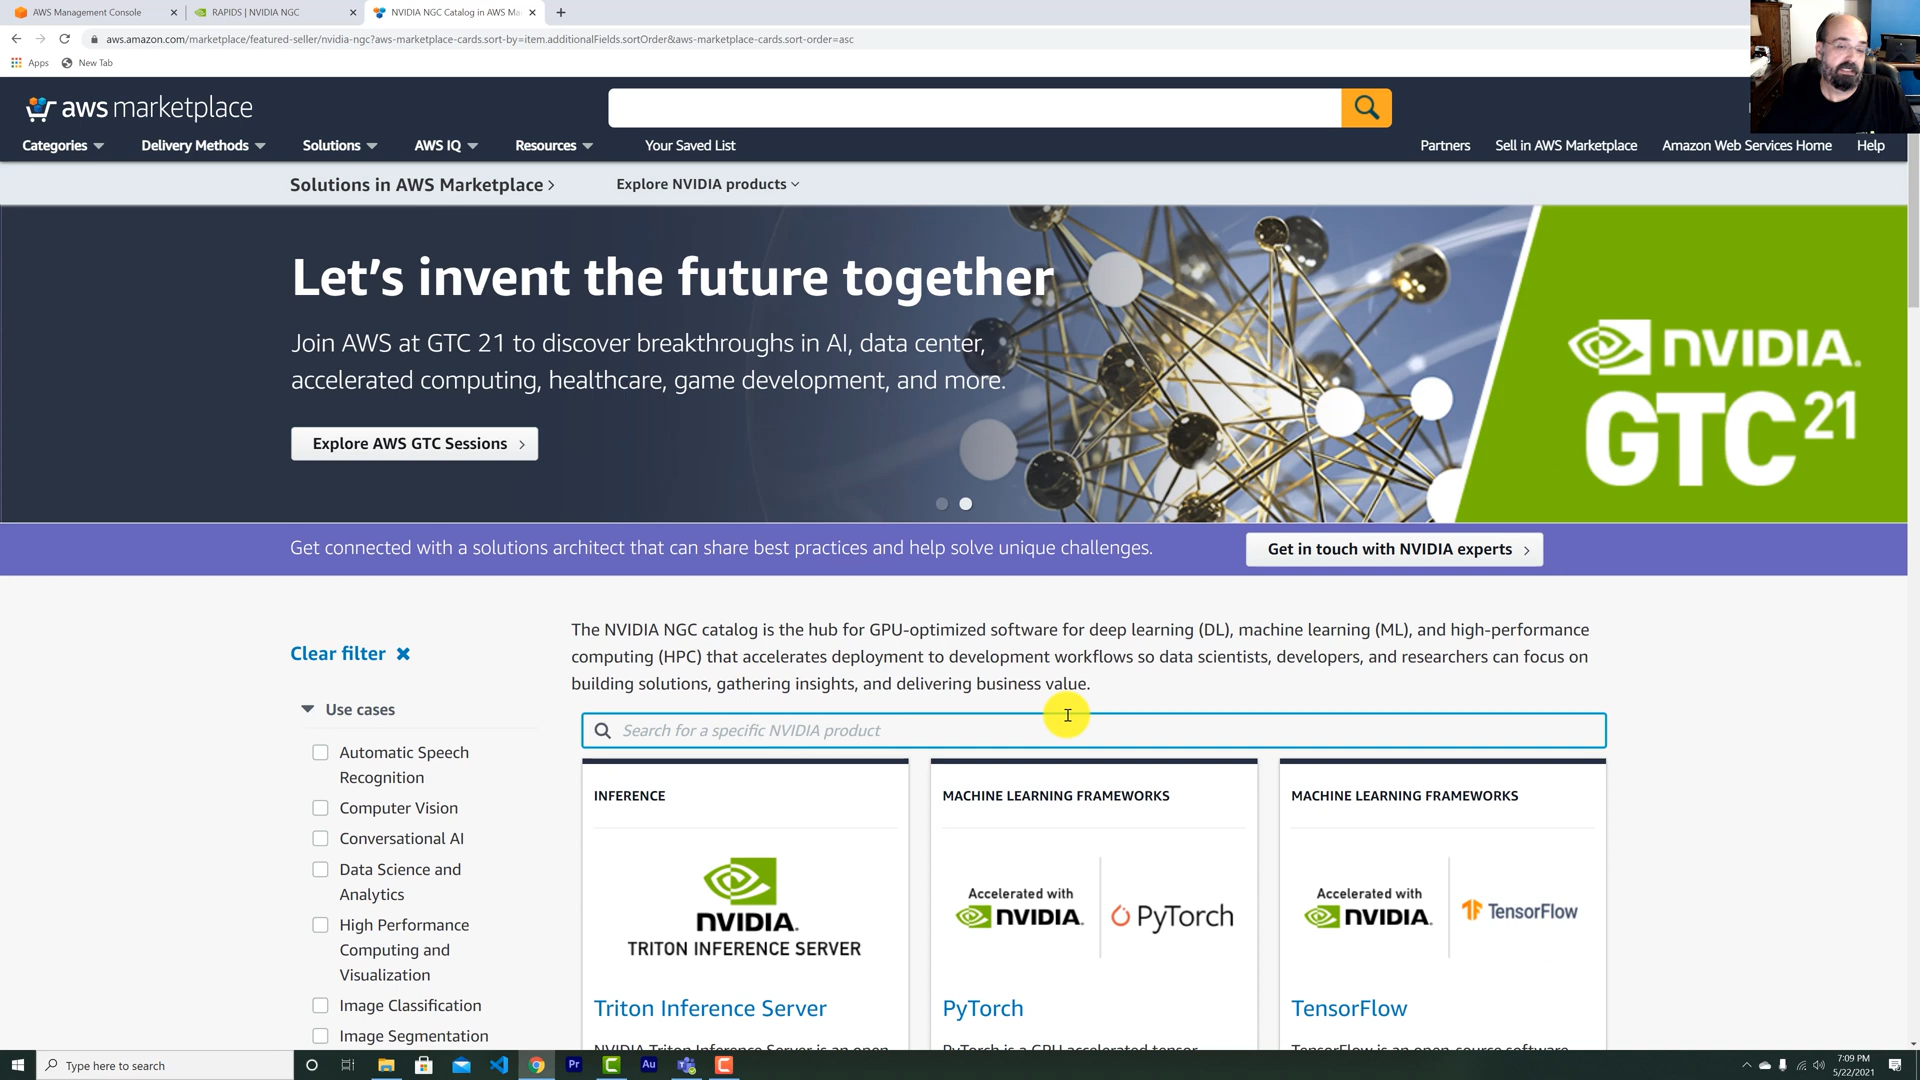 AWS Management Console
RAPIDS | NVIDIA NGC
NVIDIA NGC Catalog in AWS Ma
aws.amazon.com/marketplace/featured-seller/nvidia-ngc?aws-marketplace-cards.sort-by=item.additionalFields.sortOrder&aws-marketplace-cards.sort-order=asc
Apps
New Tab
aws marketplace
Categories
Delivery Methods
Solutions
AWS IQ
Resources
Your Saved List
Partners
Sell in AWS Marketplace
Amazon Web Services Home
Help
Solutions in AWS Marketplace >
Explore NVIDIA products
Let's invent the future together
Join AWS at GTC 21 to discover breakthroughs in AI, data center,
accelerated computing, healthcare, game development, and more.
Explore AWS GTC Sessions >
NVIDIA.
GTC 21
Get connected with a solutions architect that can share best practices and help solve unique challenges.
Get in touch with NVIDIA experts >
The NVIDIA NGC catalog is the hub for GPU-optimized software for deep learning (DL), machine learning (ML), and high-performance
computing (HPC) that accelerates deployment to development workflows so data scientists, developers, and researchers can focus on
building solutions, gathering insights, and delivering business value.
Clear filter
Use cases
Automatic Speech
Recognition
Computer Vision
Conversational AI
Data Science and
Analytics
High Performance
Computing and
Visualization
Image Classification
Image Segmentation
Search for a specific NVIDIA product
INFERENCE
NVIDIA.
TRITON INFERENCE SERVER
Triton Inference Server
NVIDIA Triton Inference Server is an open
MACHINE LEARNING FRAMEWORKS
Accelerated with
NVIDIA.
PyTorch
PyTorch
PyTorch is a GPU accelerated tensor
MACHINE LEARNING FRAMEWORKS
Accelerated with
NVIDIA.
TensorFlow
TensorFlow
TensorFlow is an open-source software
Type here to search
Pr
Au
7:09 PM
5/22/2021